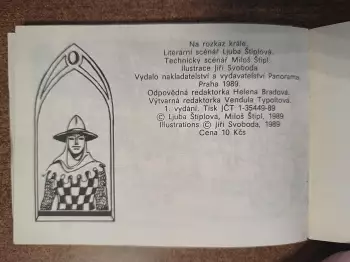 Na rozkaz krále.
Literární scénář Ljuba Štíplová.
Technický scénář Miloš Štípl.
Ilustrace Jiří Svoboda.
Vydalo nakladatelství a vydavatelství Panorama,
Praha 1989.
Odpovědná redaktorka Helena Bradová.
Výtvarná redaktorka Vendula Typoltová.
1. vydání. Tisk JČT 1-35449-89
© Ljuba Štíplová, Miloš Štípl, 1989
Illustrations © Jiří Svoboda, 1989
Cena 10 Kčs